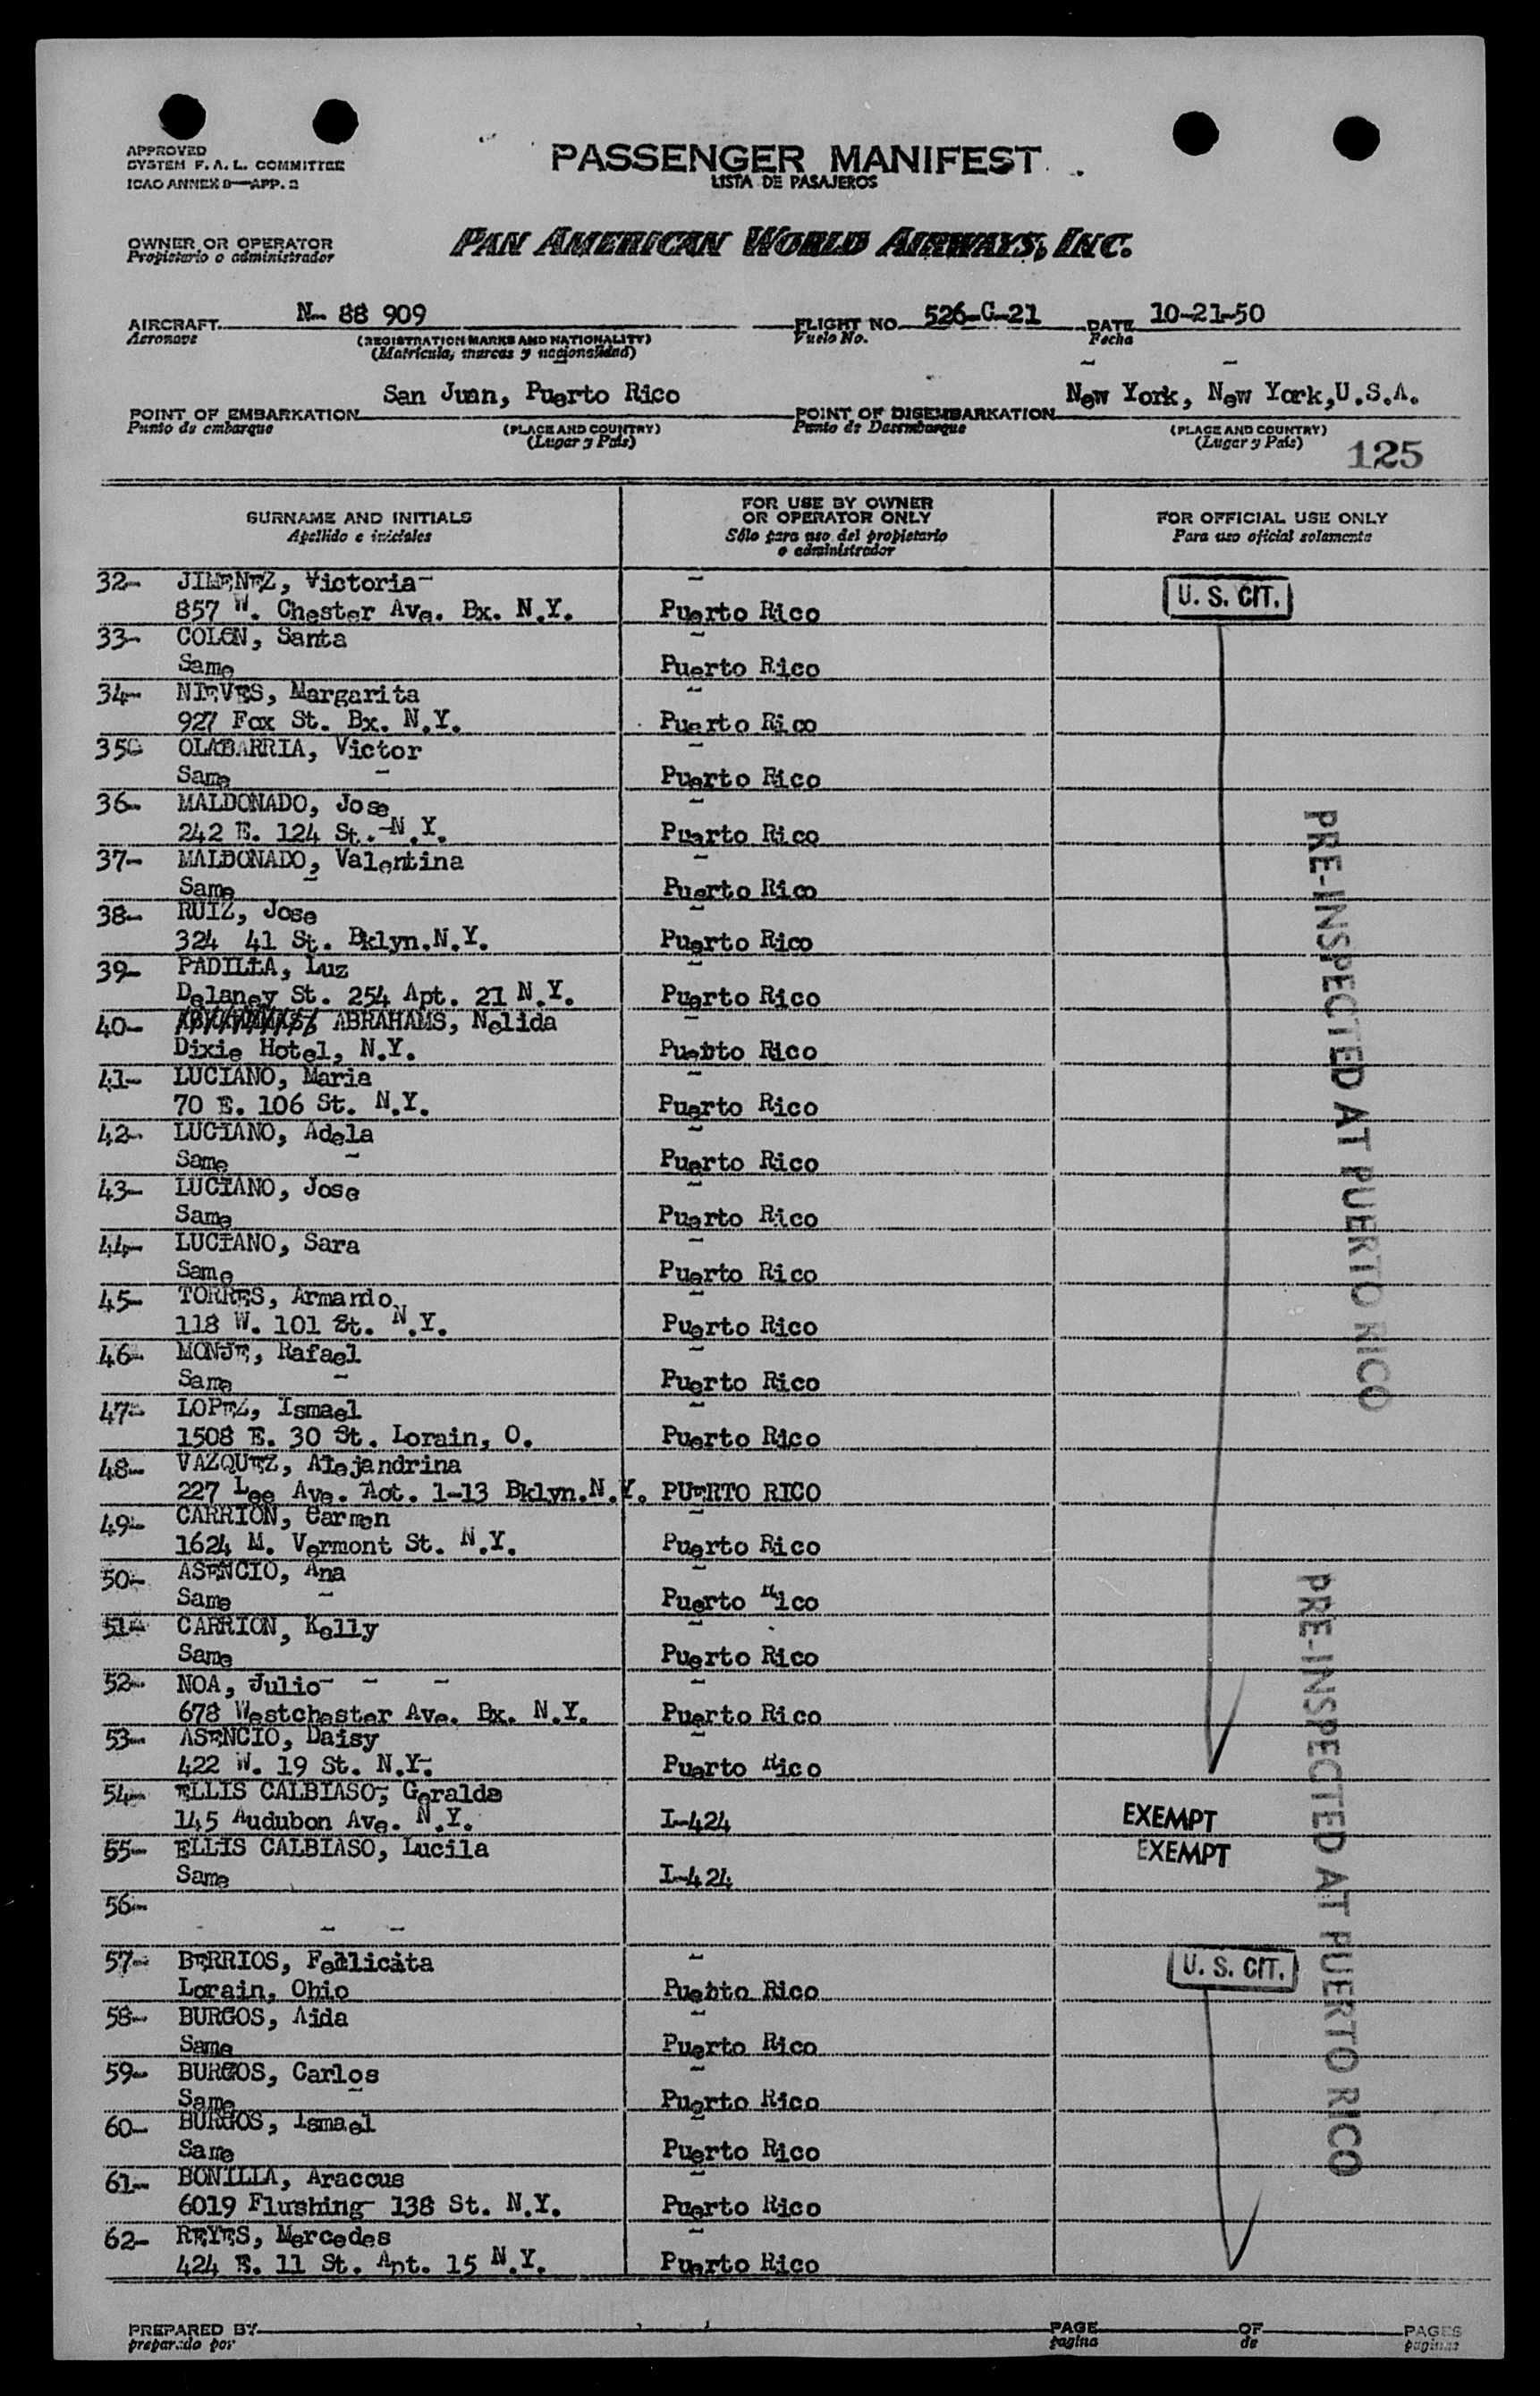 APPROVED
SYSTEM F. A. L. COMMITTEE
ICAO ANNEX 9—APP. 2
PASSENGER MANIFEST
LISTA DE PASAJEROS
OWNER OR OPERATOR
Propietario o administrador
PAN AMERICAN WORLD AIRWAYS, INC.
AIRCRAFT N- 88 909 FLIGHT NO. 526-C-21 DATE 10-21-50
Aeronave (REGISTRATION MARKS AND NATIONALITY) Vuelo No. Fecha
(Matrícula, marcas y nacionalidad)
POINT OF EMBARKATION San Juan, Puerto Rico POINT OF DISEMBARKATION New York, New York, U.S.A.
Punto de embarque (PLACE AND COUNTRY) Punto de Desembarque (PLACE AND COUNTRY)
(Lugar y País) (Lugar y País) 125
SURNAME AND INITIALS FOR USE BY OWNER OR OPERATOR ONLY FOR OFFICIAL USE ONLY
Apellido e iniciales Sólo para uso del propietario o administrador Para uso oficial solamente
32- JIMENEZ, Victoria-
857 W. Chester Ave. Bx. N.Y. Puerto Rico U. S. CIT.
33- COLON, Santa
Same Puerto Rico
34- NIEVES, Margarita
927 Fox St. Bx. N.Y. Puerto Rico
35- OLABARRIA, Victor
Same Puerto Rico
36- MALDONADO, Jose
242 E. 124 St.-N.Y. Puerto Rico
37- MALDONADO, Valentina
Same Puerto Rico
38- RUIZ, Jose
324 41 St. Bklyn.N.Y. Puerto Rico
39- PADILLA, Luz
Delaney St. 254 Apt. 21 N.Y. Puerto Rico
40- ABRAHAMS, Nelida
Dixie Hotel, N.Y. Puebto Rico
41- LUCIANO, Maria
70 E. 106 St. N.Y. Puerto Rico
42- LUCIANO, Adela
Same Puerto Rico
43- LUCIANO, Jose
Same Puerto Rico
44- LUCIANO, Sara
Same Puerto Rico
45- TORRES, Armando
118 W. 101 St. N.Y. Puerto Rico
46- MONJE, Rafael
Same Puerto Rico
47- LOPEZ, Ismael
1508 E. 30 St. Lorain, O. Puerto Rico
48- VAZQUEZ, Alejandrina
227 Lee Ave. Aot. 1-13 Bklyn.N.Y. PUERTO RICO
49- CARRION, Carmen
1624 M. Vermont St. N.Y. Puerto Rico
50- ASENCIO, Ana
Same Puerto Rico
51- CARRION, Kelly
Same Puerto Rico
52- NOA, Julio- - -
678 Westchester Ave. Bx. N.Y. Puerto Rico
53- ASENCIO, Daisy
422 W. 19 St. N.Y. Puerto Rico
54- ELLIS CALBIASO, Geralda
145 Audubon Ave. N.Y. I-424 EXEMPT
55- ELLIS CALBIASO, Lucila EXEMPT
Same I-424
56-
57- BERRIOS, Fellicita
Lorain, Ohio Puebto Rico U. S. CIT.
58- BURGOS, Aida
Same Puerto Rico
59- BURGOS, Carlos
Same Puerto Rico
60- BURGOS, Ismael
Same Puerto Rico
61- BONILLA, Araccus
6019 Flushing 138 St. N.Y. Puerto Rico
62- REYES, Mercedes
424 E. 11 St. Apt. 15 N.Y. Puerto Rico
PRE-INSPECTED AT PUERTO RICO
PRE-INSPECTED AT PUERTO RICO
PREPARED BY PAGE OF PAGES
preparado por pagina de paginas